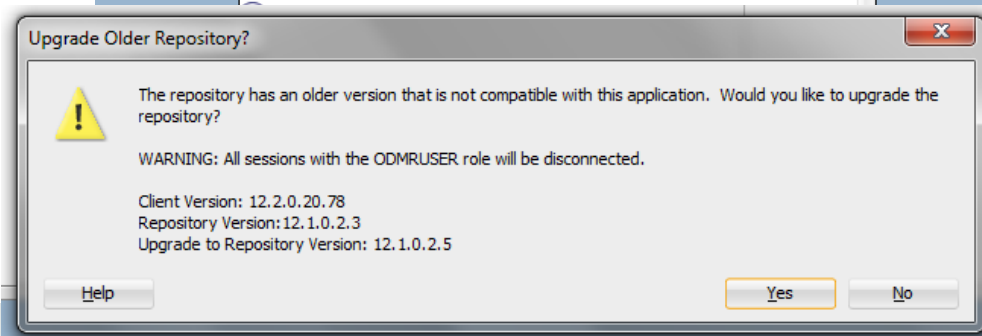 Upgrade Older Repository?
The repository has an older version that is not compatible with this application.  Would you like to upgrade the
repository?
WARNING: All sessions with the ODMRUSER role will be disconnected.
Client Version: 12.2.0.20.78
Repository Version:12.1.0.2.3
Upgrade to Repository Version: 12.1.0.2.5
Help
Yes
No